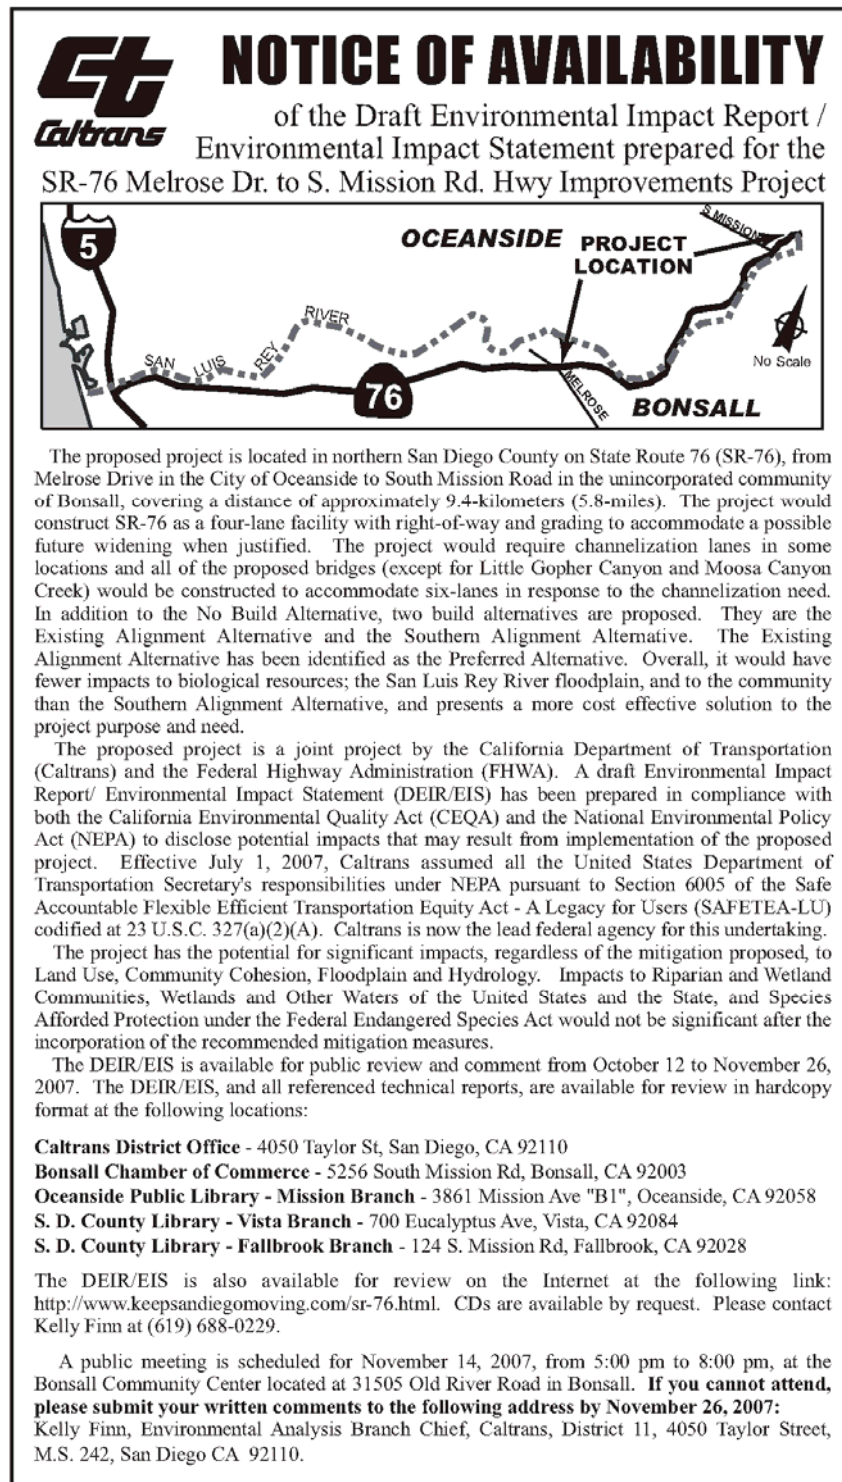 Caltrans
NOTICE OF AVAILABILITY
of the Draft Environmental Impact Report /
Environmental Impact Statement prepared for the
SR-76 Melrose Dr. to S. Mission Rd. Hwy Improvements Project
5
OCEANSIDE
PROJECT
LOCATION
S MISSION
RIVER
SAN
LUIS
REY
76
MELROSE
BONSALL
No Scale
The proposed project is located in northern San Diego County on State Route 76 (SR-76), from
Melrose Drive in the City of Oceanside to South Mission Road in the unincorporated community
of Bonsall, covering a distance of approximately 9.4-kilometers (5.8-miles). The project would
construct SR-76 as a four-lane facility with right-of-way and grading to accommodate a possible
future widening when justified. The project would require channelization lanes in some
locations and all of the proposed bridges (except for Little Gopher Canyon and Moosa Canyon
Creek) would be constructed to accommodate six-lanes in response to the channelization need.
In addition to the No Build Alternative, two build alternatives are proposed. They are the
Existing Alignment Alternative and the Southern Alignment Alternative. The Existing
Alignment Alternative has been identified as the Preferred Alternative. Overall, it would have
fewer impacts to biological resources; the San Luis Rey River floodplain, and to the community
than the Southern Alignment Alternative, and presents a more cost effective solution to the
project purpose and need.
The proposed project is a joint project by the California Department of Transportation
(Caltrans) and the Federal Highway Administration (FHWA). A draft Environmental Impact
Report/ Environmental Impact Statement (DEIR/EIS) has been prepared in compliance with
both the California Environmental Quality Act (CEQA) and the National Environmental Policy
Act (NEPA) to disclose potential impacts that may result from implementation of the proposed
project. Effective July 1, 2007, Caltrans assumed all the United States Department of
Transportation Secretary's responsibilities under NEPA pursuant to Section 6005 of the Safe
Accountable Flexible Efficient Transportation Equity Act - A Legacy for Users (SAFETEA-LU)
codified at 23 U.S.C. 327(a)(2)(A). Caltrans is now the lead federal agency for this undertaking.
The project has the potential for significant impacts, regardless of the mitigation proposed, to
Land Use, Community Cohesion, Floodplain and Hydrology. Impacts to Riparian and Wetland
Communities, Wetlands and Other Waters of the United States and the State, and Species
Afforded Protection under the Federal Endangered Species Act would not be significant after the
incorporation of the recommended mitigation measures.
The DEIR/EIS is available for public review and comment from October 12 to November 26,
2007. The DEIR/EIS, and all referenced technical reports, are available for review in hardcopy
format at the following locations:
Caltrans District Office - 4050 Taylor St, San Diego, CA 92110
Bonsall Chamber of Commerce - 5256 South Mission Rd, Bonsall, CA 92003
Oceanside Public Library - Mission Branch - 3861 Mission Ave "B1", Oceanside, CA 92058
S. D. County Library - Vista Branch - 700 Eucalyptus Ave, Vista, CA 92084
S. D. County Library - Fallbrook Branch - 124 S. Mission Rd, Fallbrook, CA 92028
The DEIR/EIS is also available for review on the Internet at the following link:
http://www.keepsandiegomoving.com/sr-76.html. CDs are available by request. Please contact
Kelly Finn at (619) 688-0229.
A public meeting is scheduled for November 14, 2007, from 5:00 pm to 8:00 pm, at the
Bonsall Community Center located at 31505 Old River Road in Bonsall. If you cannot attend,
please submit your written comments to the following address by November 26, 2007:
Kelly Finn, Environmental Analysis Branch Chief, Caltrans, District 11, 4050 Taylor Street,
M.S. 242, San Diego CA 92110.